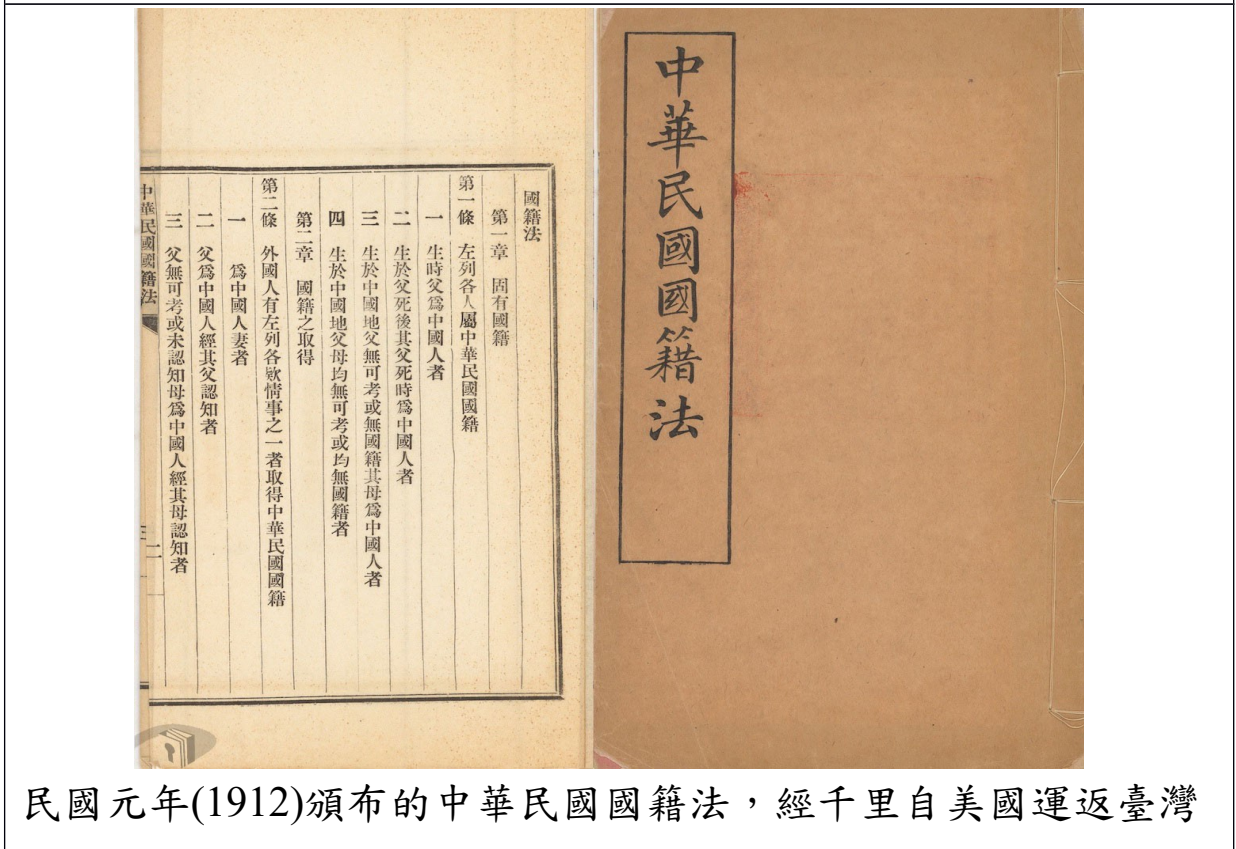 中華民國國籍法
國籍法
第一章 固有國籍
第一條 左列各人屬中華民國國籍
一 生時父爲中國人者
二 生於父死後其父死時爲中國人者
三 生於中國地父無可考或無國籍其母爲中國人者
四 生於中國地父母均無可考或均無國籍者
第二章 國籍之取得
第二條 外國人有左列各欵情事之一者取得中華民國國籍
一 爲中國人妻者
二 父爲中國人經其父認知者
三 父無可考或未認知母爲中國人經其母認知者
中華民國國籍法
二
民國元年(1912)頒布的中華民國國籍法，經千里自美國運返臺灣